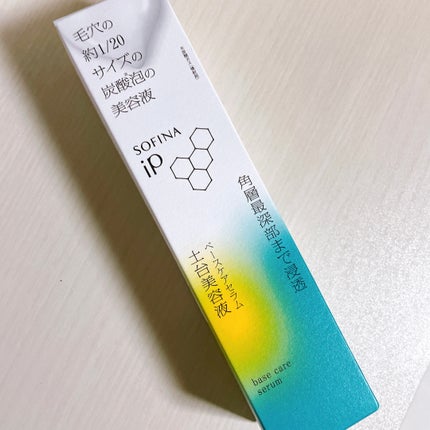 毛穴の
約1/20
サイズの
炭酸泡の
美容液
SOFINA
iP
角層最深部まで浸透
ベースケアセラム
土台美容液
base care
serum